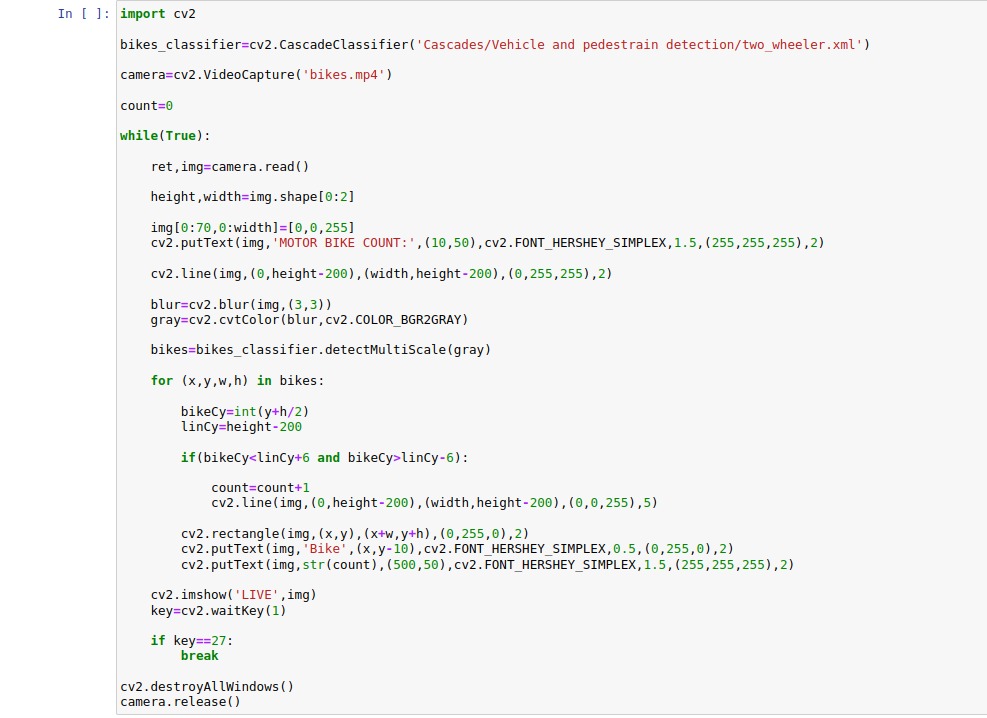 In [ ]: import cv2
bikes_classifier=cv2.CascadeClassifier('Cascades/Vehicle and pedestrain detection/two_wheeler.xml')
camera=cv2.VideoCapture('bikes.mp4')
count=0
while(True):
    ret,img=camera.read()
    height,width=img.shape[0:2]
    img[0:70,0:width]=[0,0,255]
    cv2.putText(img,'MOTOR BIKE COUNT:',(10,50),cv2.FONT_HERSHEY_SIMPLEX,1.5,(255,255,255),2)
    cv2.line(img,(0,height-200),(width,height-200),(0,255,255),2)
    blur=cv2.blur(img,(3,3))
    gray=cv2.cvtColor(blur,cv2.COLOR_BGR2GRAY)
    bikes=bikes_classifier.detectMultiScale(gray)
    for (x,y,w,h) in bikes:
        bikeCy=int(y+h/2)
        linCy=height-200
        if(bikeCy<linCy+6 and bikeCy>linCy-6):
            count=count+1
            cv2.line(img,(0,height-200),(width,height-200),(0,0,255),5)
        cv2.rectangle(img,(x,y),(x+w,y+h),(0,255,0),2)
        cv2.putText(img,'Bike',(x,y-10),cv2.FONT_HERSHEY_SIMPLEX,0.5,(0,255,0),2)
        cv2.putText(img,str(count),(500,50),cv2.FONT_HERSHEY_SIMPLEX,1.5,(255,255,255),2)
    cv2.imshow('LIVE',img)
    key=cv2.waitKey(1)
    if key==27:
        break
cv2.destroyAllWindows()
camera.release()